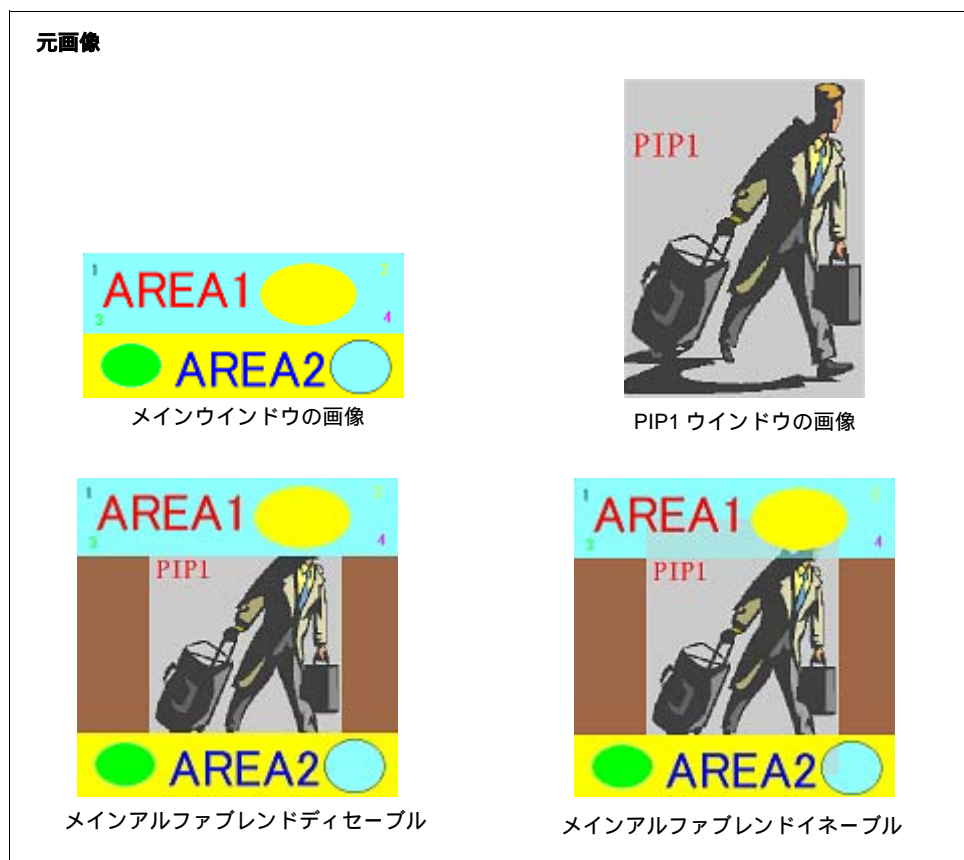 元画像
PIP1
1
2
AREA1
3
4
AREA2
メインウインドウの画像
PIP1 ウインドウの画像
1
2
AREA1
3
4
PIP1
AREA2
メインアルファブレンドディセーブル
1
2
AREA1
3
4
PIP1
AREA2
メインアルファブレンドイネーブル